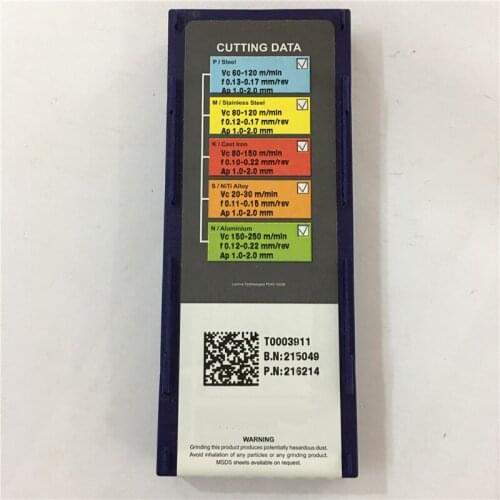 CUTTING DATA
P / Steel
Vc 60-120 m/min
f 0.13-0.17 mm/rev
Ap 1.0-2.0 mm
M / Stainless Steel
Vc 80-120 m/min
f 0.12-0.17 mm/rev
Ap 1.0-2.0 mm
K / Cast Iron
Vc 80-150 m/min
f 0.10-0.22 mm/rev
Ap 1.0-2.0 mm
S / NiTi Alloy
Vc 20-30 m/min
f 0.11-0.15 mm/rev
Ap 1.0-2.0 mm
N / Aluminium
Vc 150-250 m/min
f 0.12-0.22 mm/rev
Ap 1.0-2.0 mm
Lamina Technologies
T0003911
B.N:215049
P.N:216214
WARNING
Grinding this product produces potentially hazardous dust.
Avoid inhalation of any particles or any grinding product.
MSDS sheets available on request.